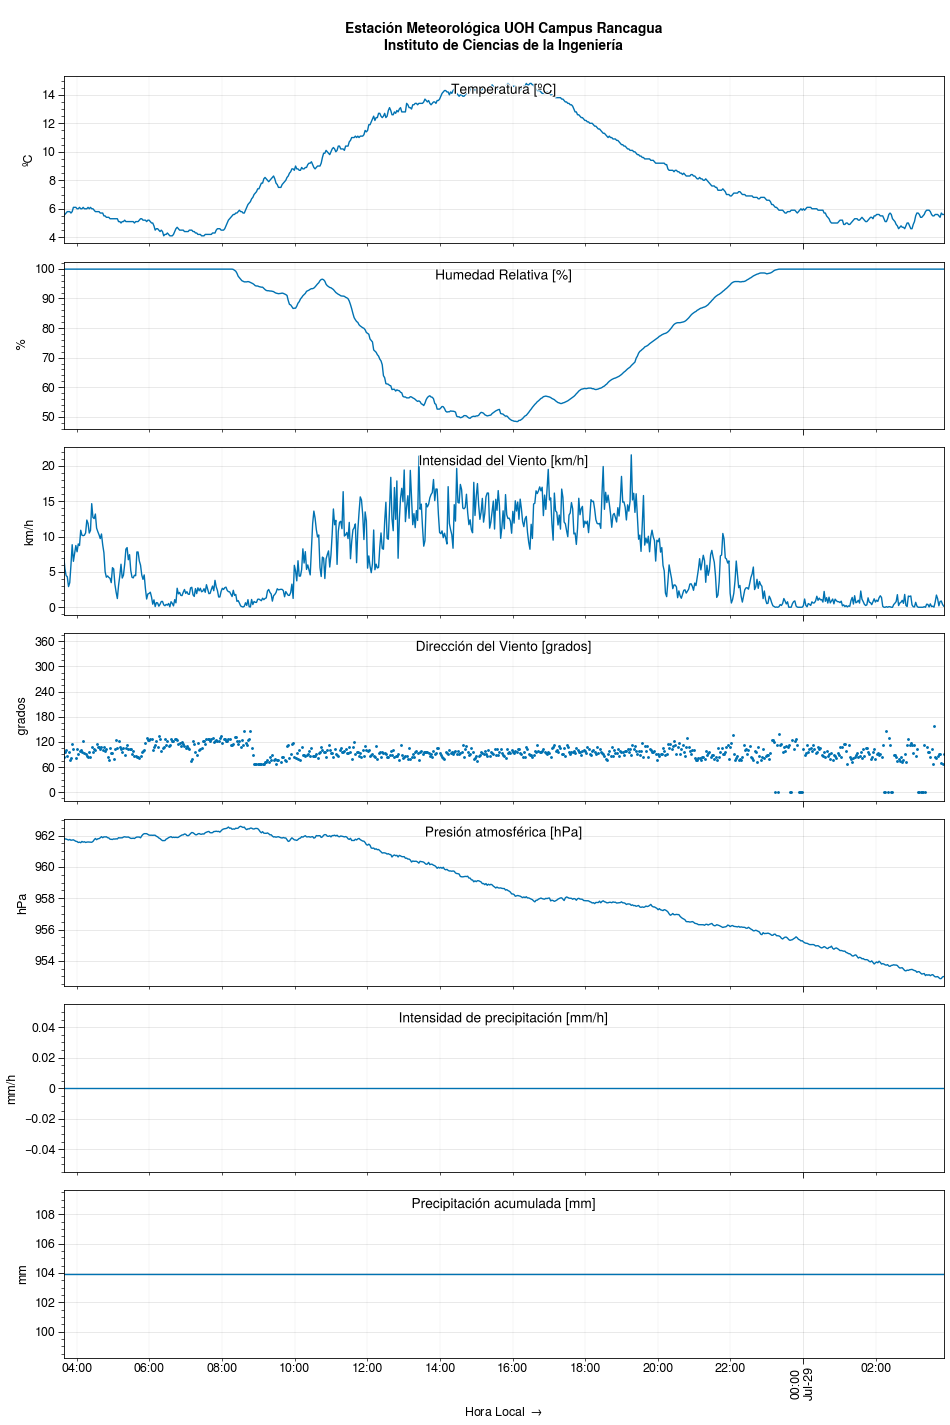 Estación Meteorológica UOH Campus Rancagua
Instituto de Ciencias de la Ingeniería
Temperatura [ºC]
14
12
10
8
6
4
ºC
Humedad Relativa [%]
100
90
80
70
60
50
%
Intensidad del Viento [km/h]
20
15
10
5
0
km/h
Dirección del Viento [grados]
360
300
240
180
120
60
0
grados
Presión atmosférica [hPa]
962
960
958
956
954
hPa
Intensidad de precipitación [mm/h]
0.04
0.02
0
−0.02
−0.04
mm/h
Precipitación acumulada [mm]
108
106
104
102
100
mm
04:00 06:00 08:00 10:00 12:00 14:00 16:00 18:00 20:00 22:00 00:00 02:00
Jul-29
Hora Local →